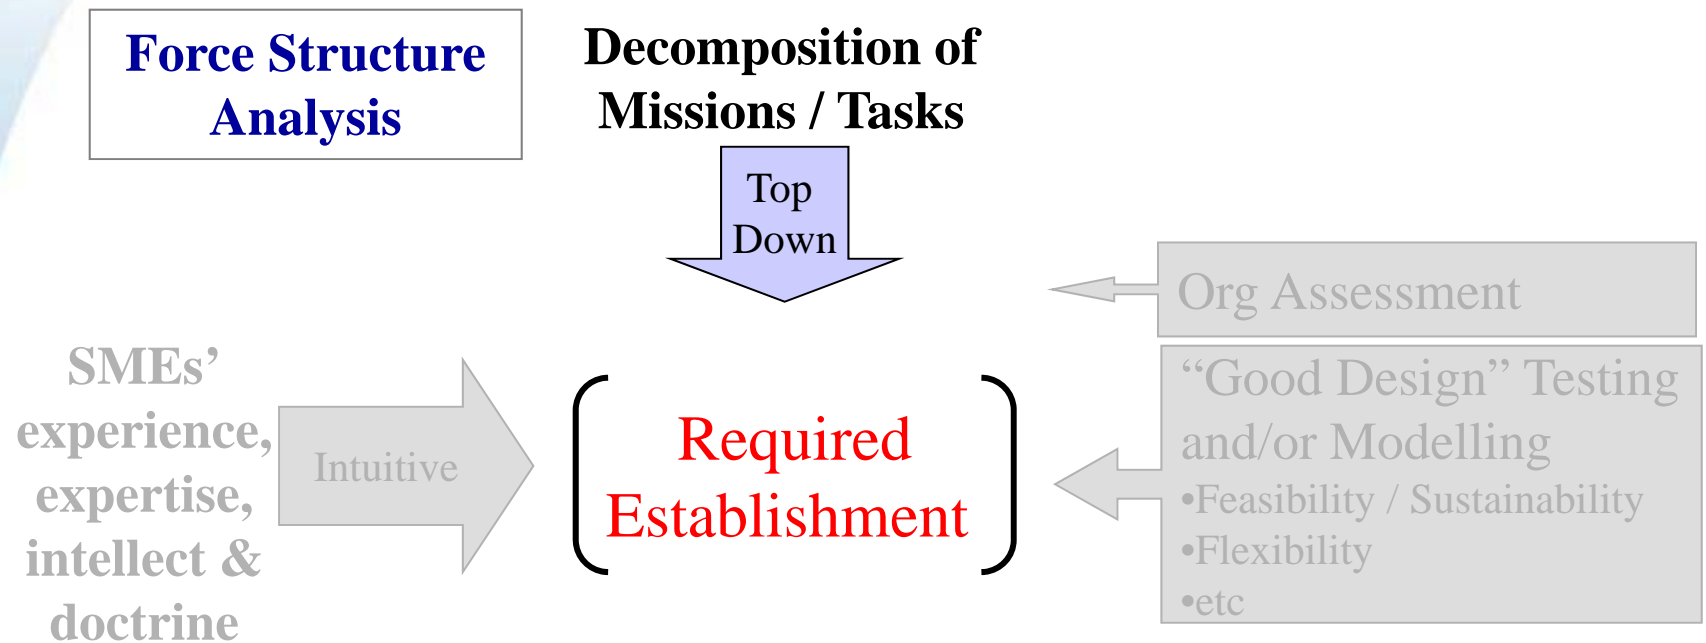 Force Structure
Analysis
Decomposition of
Missions / Tasks
Top
Down
Org Assessment
SMEs’
experience,
expertise,
intellect &
doctrine
Intuitive
Required
Establishment
“Good Design” Testing
and/or Modelling
•Feasibility / Sustainability
•Flexibility
•etc